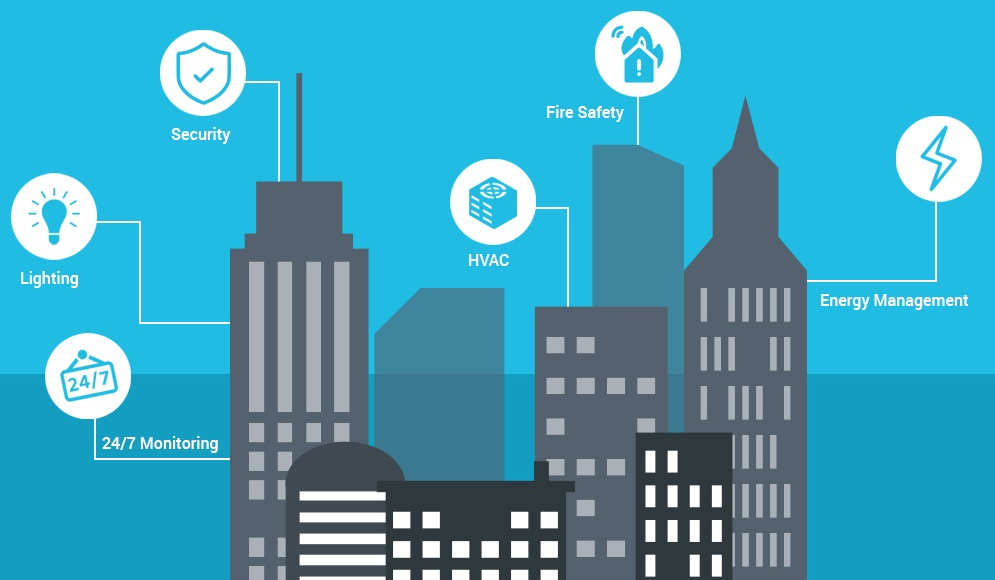 Security
Fire Safety
Lighting
HVAC
Energy Management
24/7
24/7 Monitoring